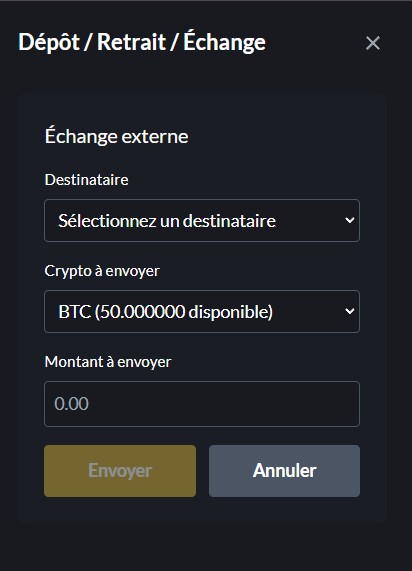 Dépôt / Retrait / Échange
Échange externe
Destinataire
Sélectionnez un destinataire
Crypto à envoyer
BTC (50.000000 disponible)
Montant à envoyer
0.00
Envoyer
Annuler